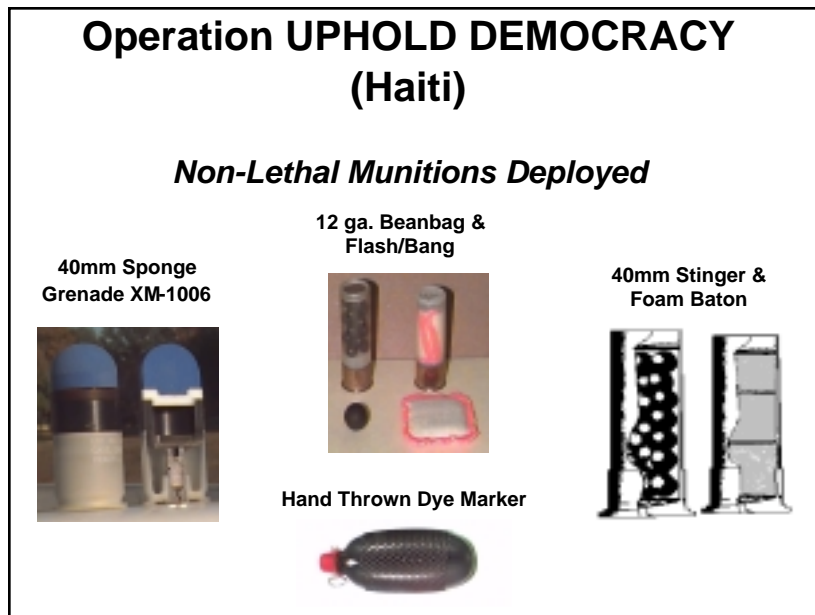 Operation UPHOLD DEMOCRACY
(Haiti)
Non-Lethal Munitions Deployed
12 ga. Beanbag &
Flash/Bang
40mm Sponge
Grenade XM-1006
40mm Stinger &
Foam Baton
Hand Thrown Dye Marker